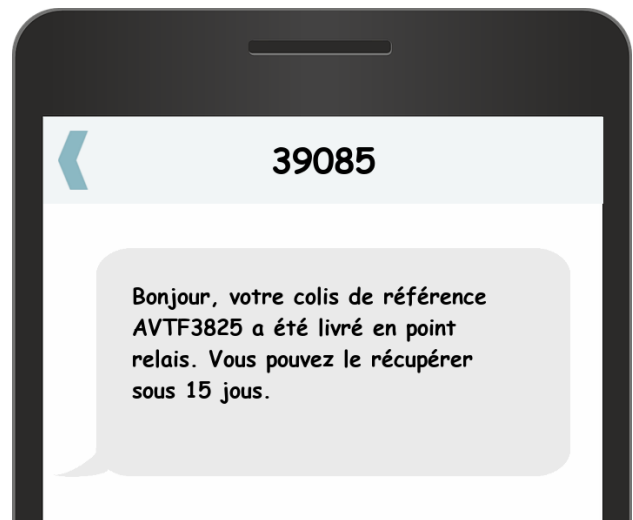 39085
Bonjour, votre colis de référence
AVTF3825 a été livré en point
relais. Vous pouvez le récupérer
sous 15 jous.